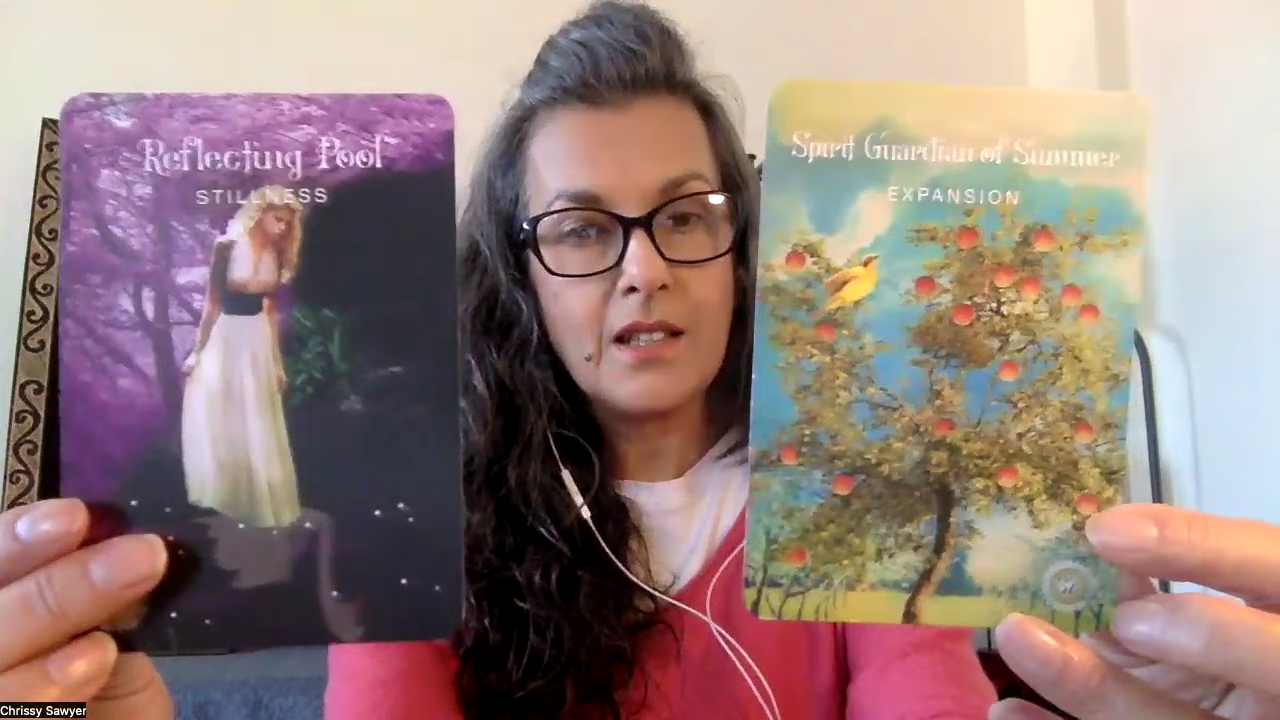 Reflecting Pool
STILLNESS
Spirit Guardian of Summer
EXPANSION
Chrissy Sawyer